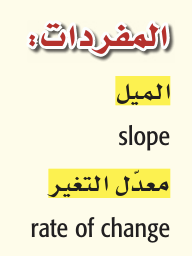 المفردات:
الميل
slope
معدّل التغير
rate of change